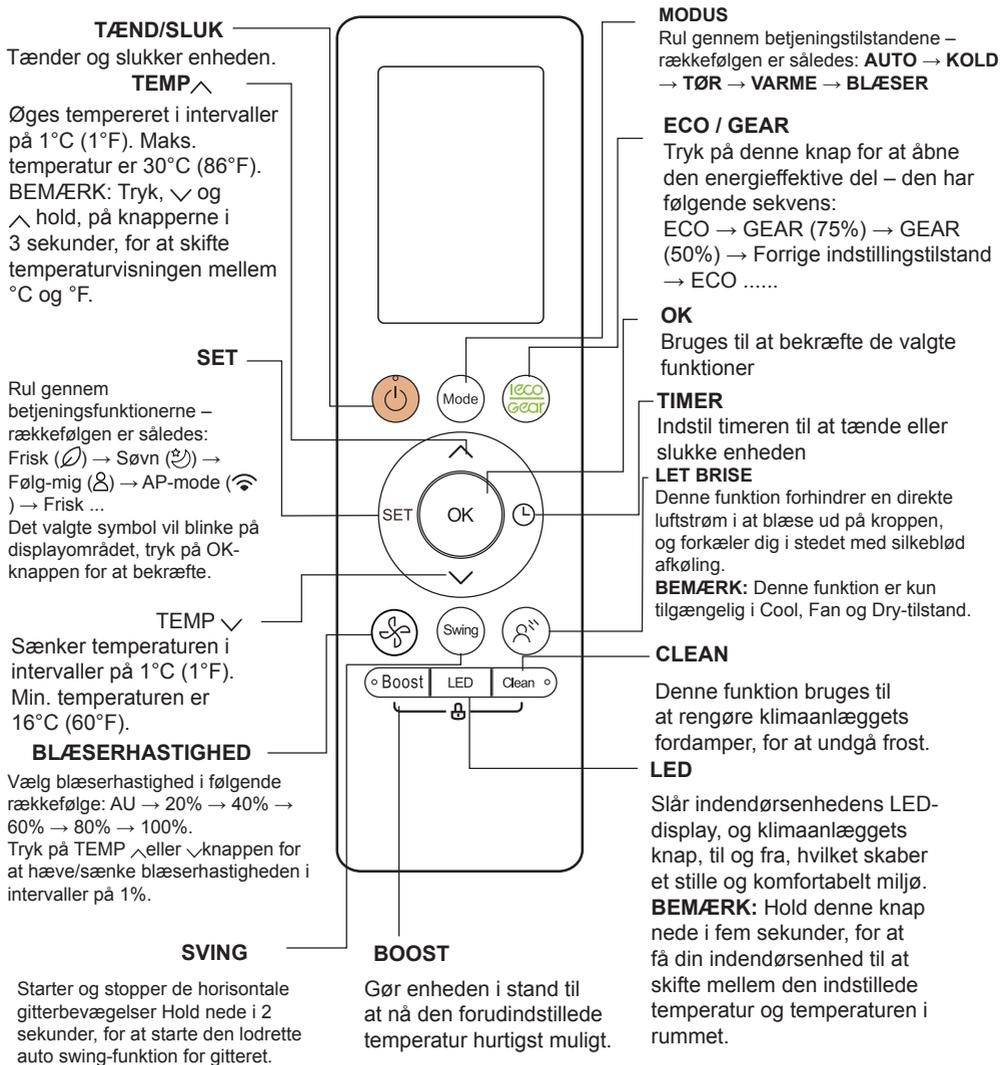 TÆND/SLUK
Tænder og slukker enheden.
TEMP
Øges tempereret i intervaller
på 1°C (1°F). Maks.
temperatur er 30°C (86°F).
BEMÆRK: Tryk, og
hold, på knapperne i
3 sekunder, for at skifte
temperaturvisningen mellem
°C og °F.
SET
Rul gennem
betjeningsfunktionerne –
rækkefølgen er således:
Frisk ( ) → Søvn ( ) →
Følg-mig ( ) → AP-mode (
) → Frisk ...
Det valgte symbol vil blinke på
displayområdet, tryk på OK-
knappen for at bekræfte.
TEMP
Sænker temperaturen i
intervaller på 1°C (1°F).
Min. temperaturen er
16°C (60°F).
BLÆSERHASTIGHED
Vælg blæserhastighed i følgende
rækkefølge: AU → 20% → 40% →
60% → 80% → 100%.
Tryk på TEMP eller knappen for
at hæve/sænke blæserhastigheden i
intervaller på 1%.
SVING
Starter og stopper de horisontale
gitterbevægelser Hold nede i 2
sekunder, for at starte den lodrette
auto swing-funktion for gitteret.
Mode
ieco
Gear
SET
OK
Swing
Boost
LED
Clean
BOOST
Gør enheden i stand til
at nå den forudindstillede
temperatur hurtigst muligt.
MODUS
Rul gennem betjeningstilstandene –
rækkefølgen er således: AUTO → KOLD
→ TØR → VARME → BLÆSER
ECO / GEAR
Tryk på denne knap for at åbne
den energieffektive del – den har
følgende sekvens:
ECO → GEAR (75%) → GEAR
(50%) → Forrige indstillingstilstand
→ ECO ......
OK
Bruges til at bekræfte de valgte
funktioner
TIMER
Indstil timeren til at tænde eller
slukke enheden
LET BRISE
Denne funktion forhindrer en direkte
luftstrøm i at blæse ud på kroppen,
og forkæler dig i stedet med silkeblød
afkøling.
BEMÆRK: Denne funktion er kun
tilgængelig i Cool, Fan og Dry-tilstand.
CLEAN
Denne funktion bruges til
at rengøre klimaanlæggets
fordamper, for at undgå frost.
LED
Slår indendørsenhedens LED-
display, og klimaanlæggets
knap, til og fra, hvilket skaber
et stille og komfortabelt miljø.
BEMÆRK: Hold denne knap
nede i fem sekunder, for at
få din indendørsenhed til at
skifte mellem den indstillede
temperatur og temperaturen i
rummet.